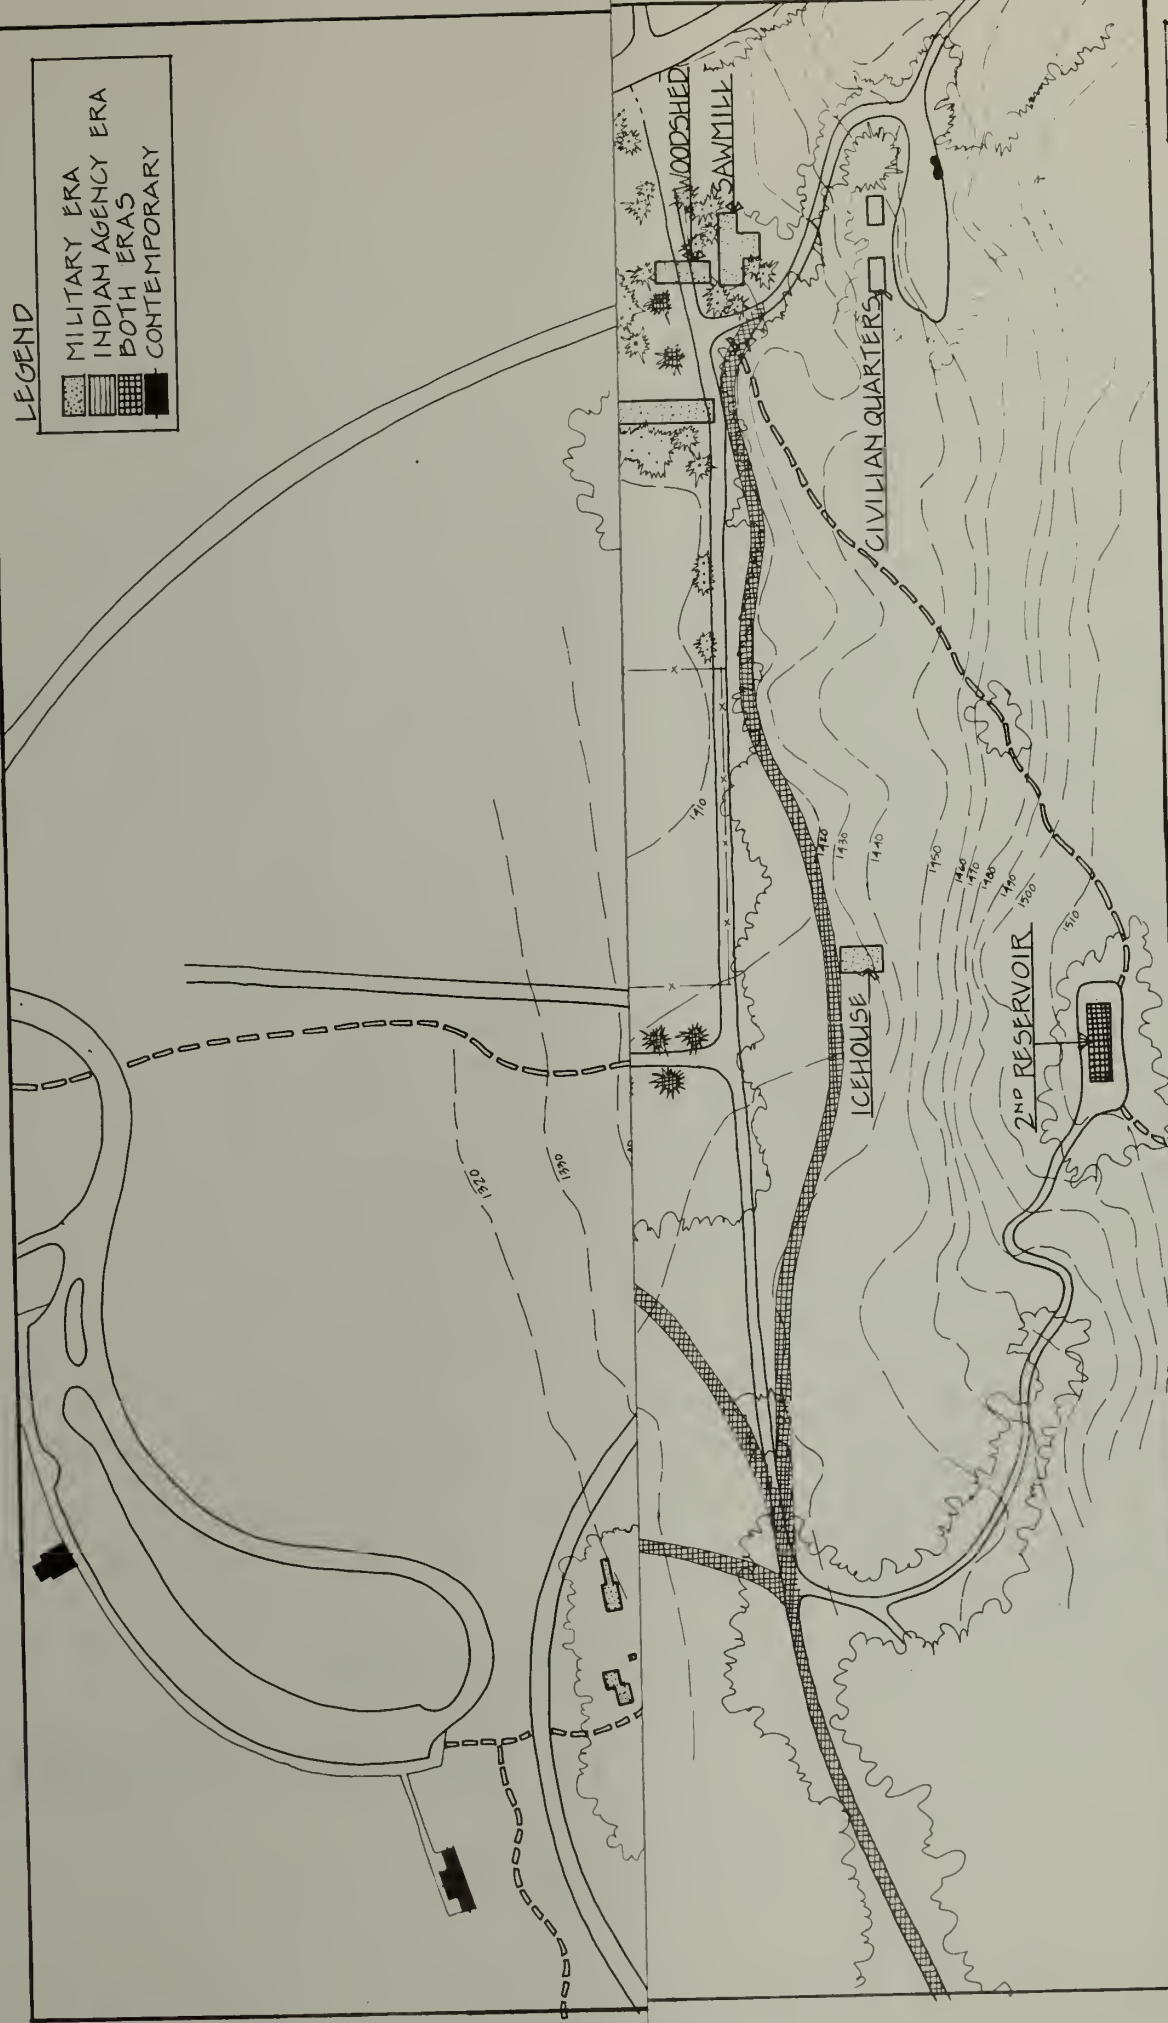 LEGEND
MILITARY ERA
INDIAN AGENCY ERA
BOTH ERAS
CONTEMPORARY
WOODSHED
SAWMILL
CIVILIAN QUARTERS
ICEHOUSE
2ND RESERVOIR
1320
1330
1410
1420
1430
1440
1450
1460
1470
1480
1490
1500
1510